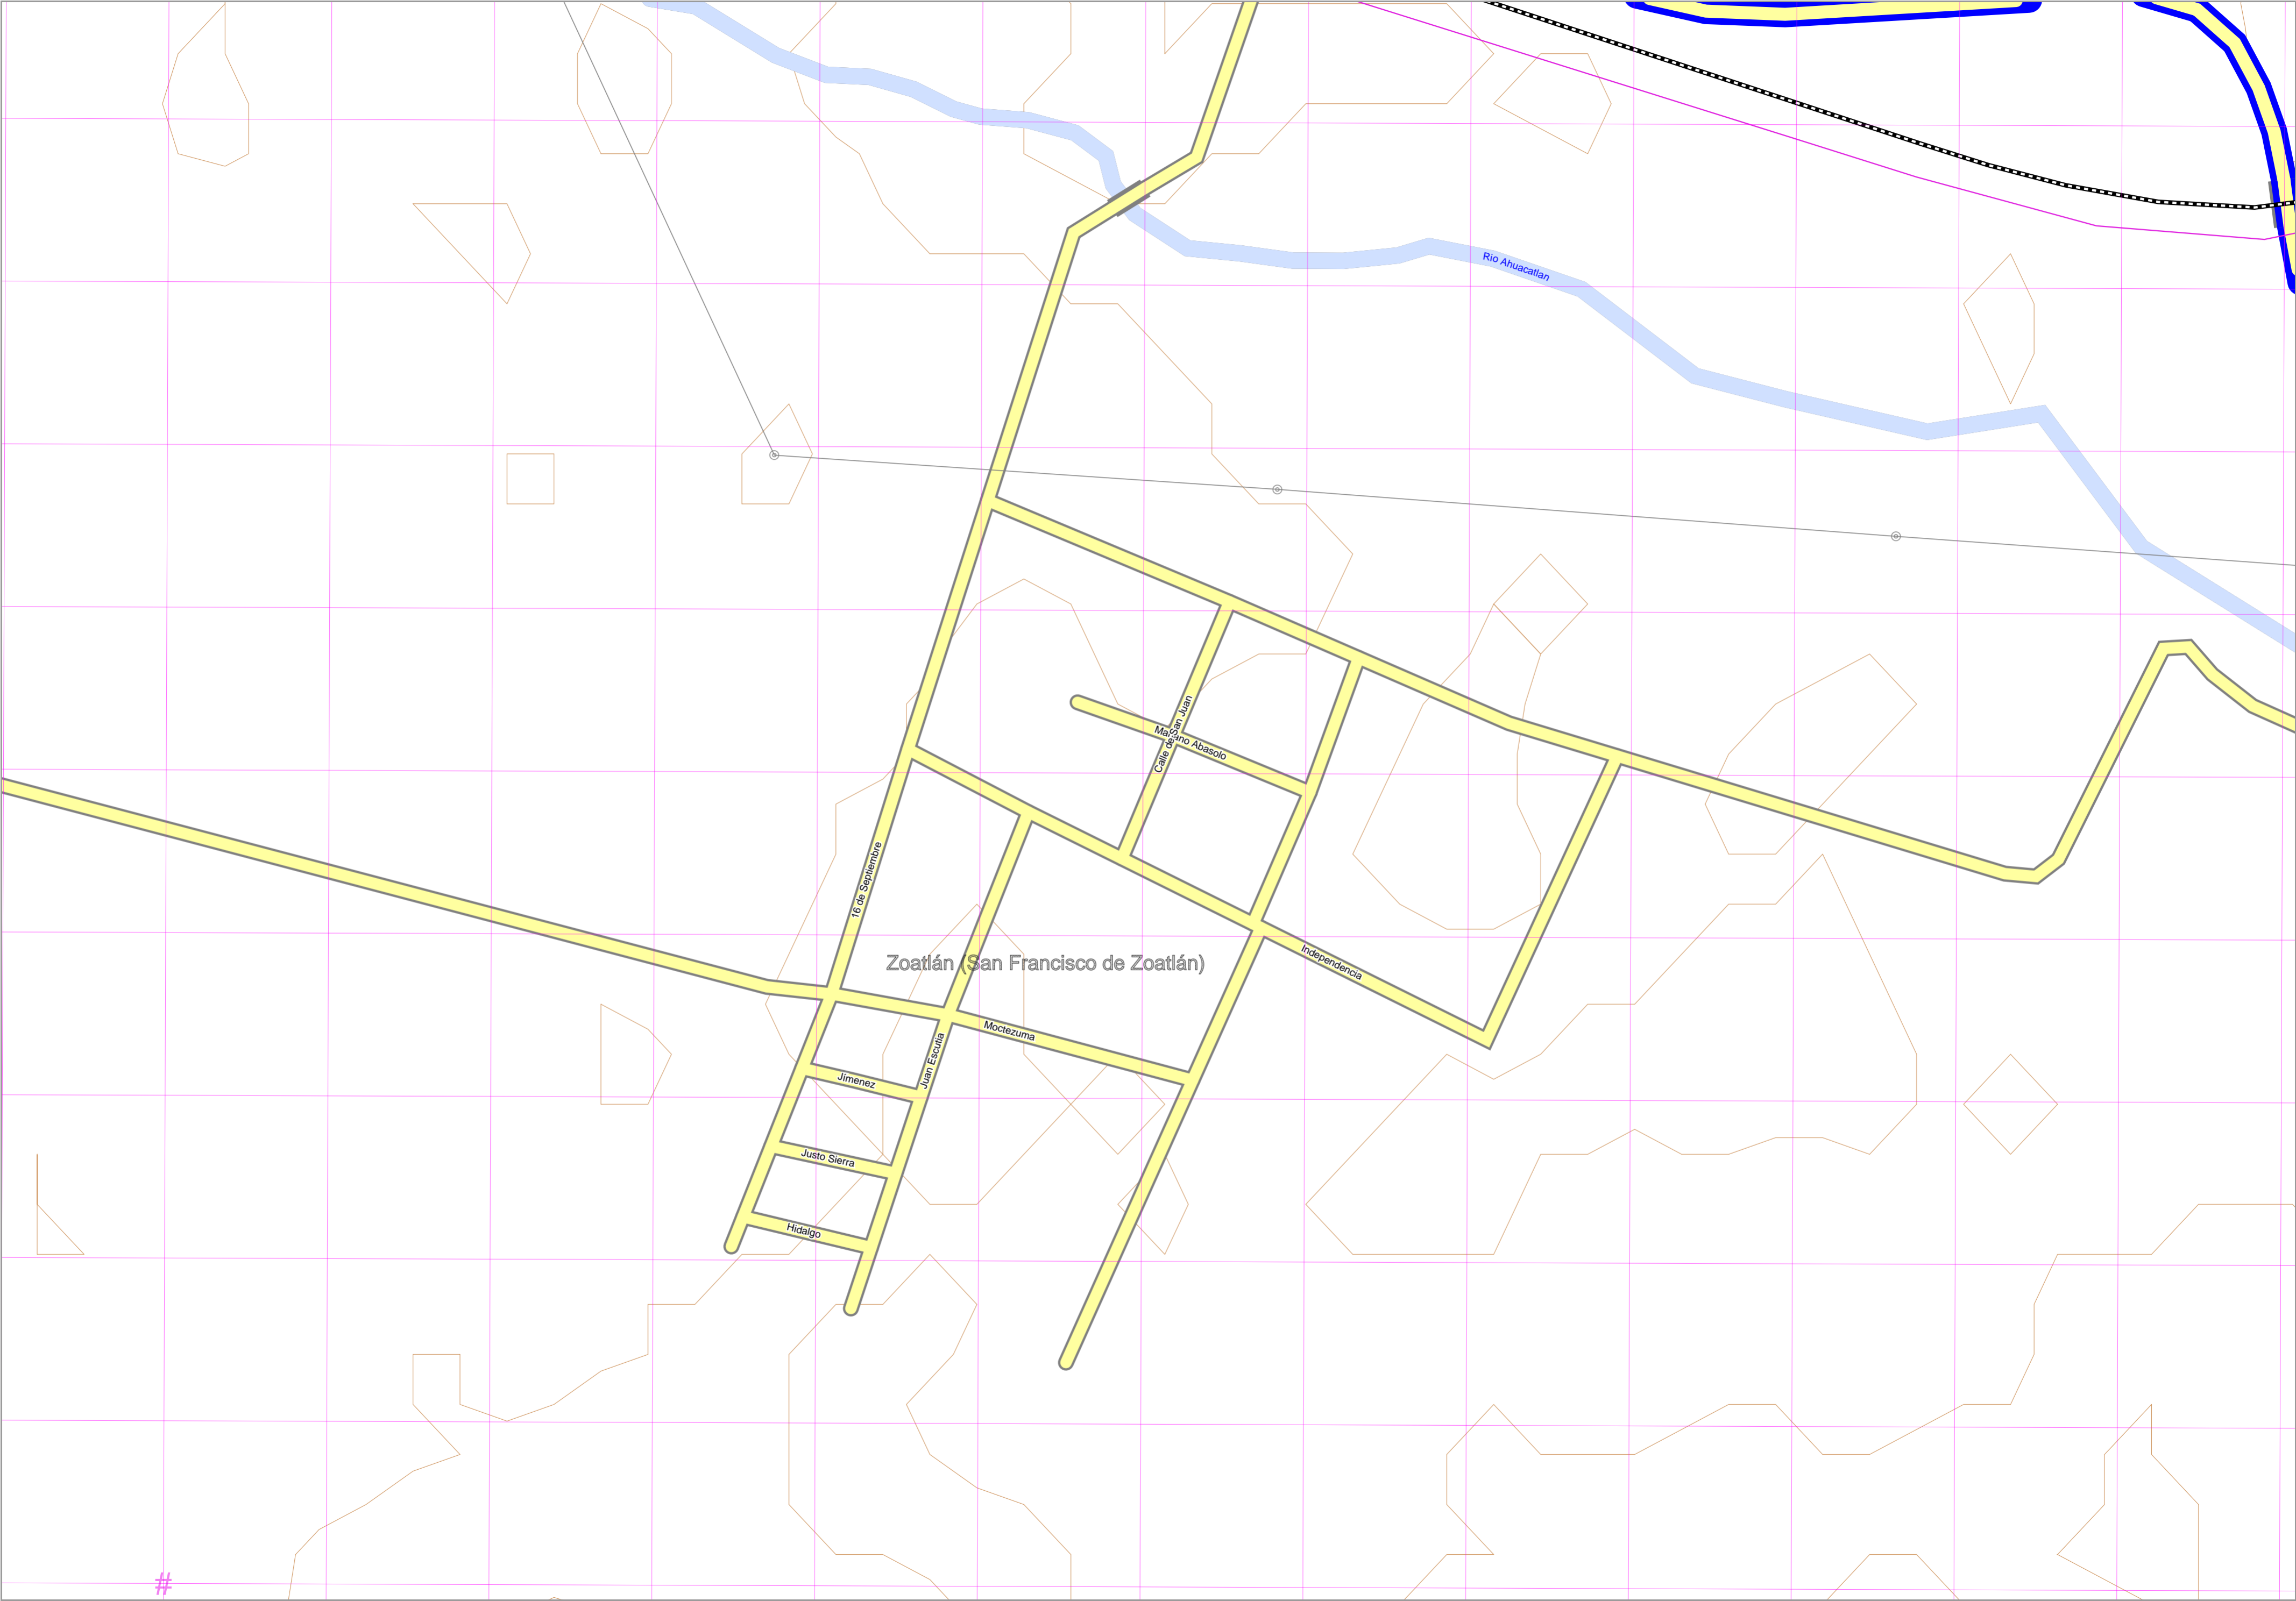 Rio Ahuacatlan
Calle de San Juan
Mariano Abasolo
16 de Septiembre
Zoatlán (San Francisco de Zoatlán)
Independencia
Moctezuma
Juan Escutia
Jimenez
Justo Sierra
Hidalgo
#